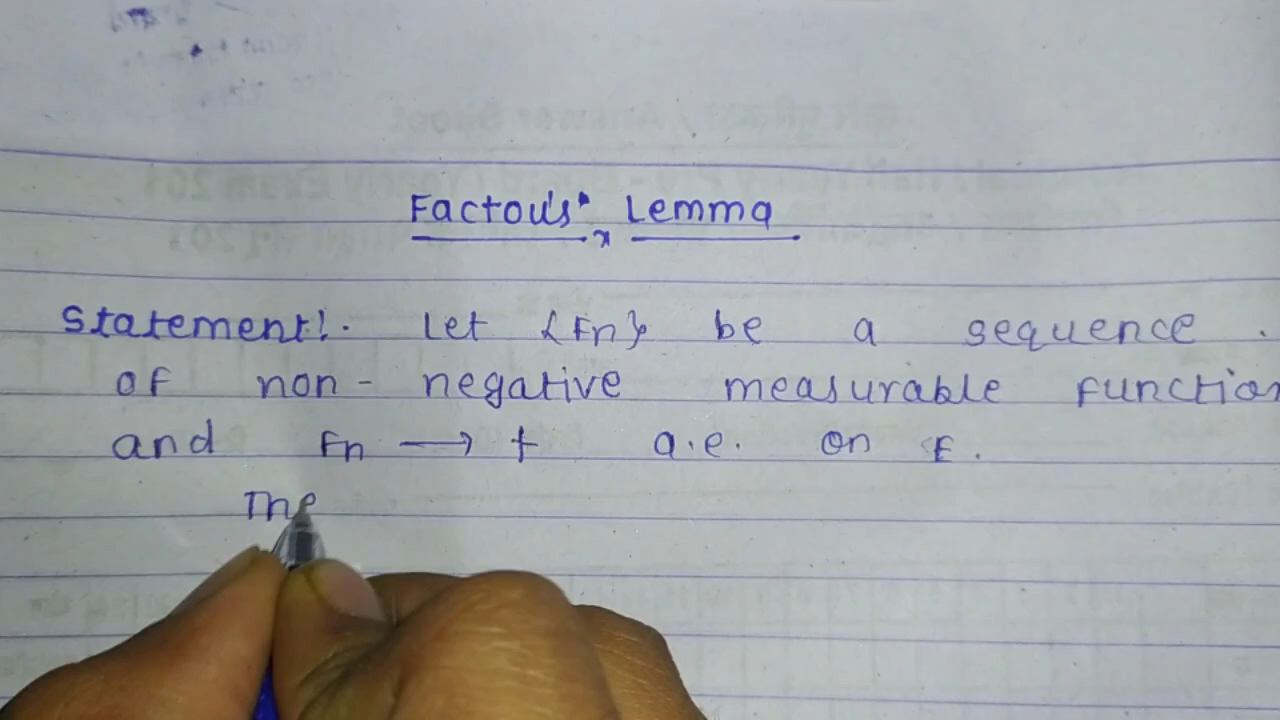 Factou's Lemma
Statement:. Let {Fn} be a sequence.
of non-negative measurable function
and Fn → f a.e. on E.
The